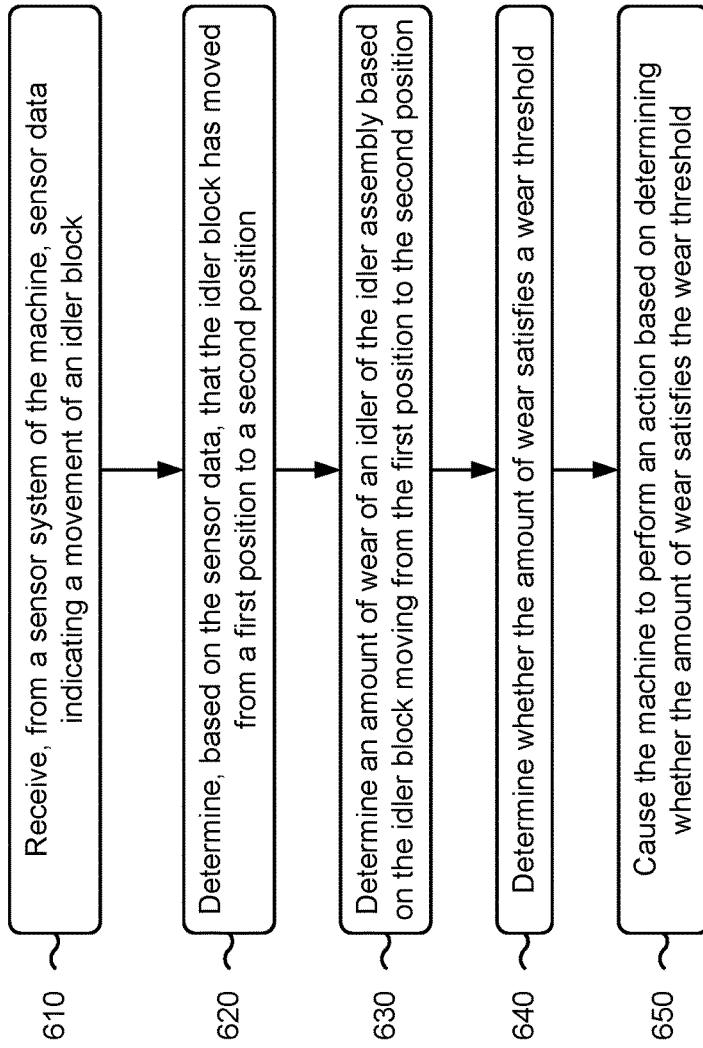 610
Receive, from a sensor system of the machine, sensor data
indicating a movement of an idler block
620
Determine, based on the sensor data, that the idler block has moved
from a first position to a second position
630
Determine an amount of wear of an idler of the idler assembly based
on the idler block moving from the first position to the second position
640
Determine whether the amount of wear satisfies a wear threshold
650
Cause the machine to perform an action based on determining
whether the amount of wear satisfies the wear threshold